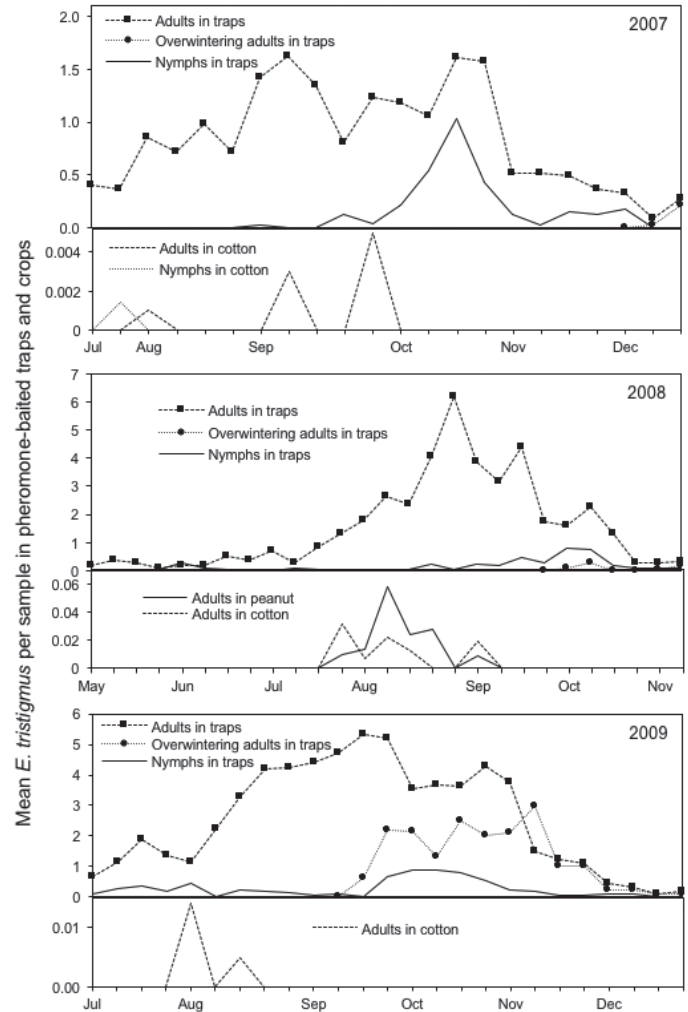 Mean E. tristigmus per sample in pheromone-baited traps and crops
2007
Adults in traps
Overwintering adults in traps
Nymphs in traps
2.0
1.5
1.0
0.5
0.0
Adults in cotton
Nymphs in cotton
0.004
0.002
0
Jul Aug Sep Oct Nov Dec
2008
Adults in traps
Overwintering adults in traps
Nymphs in traps
7
6
5
4
3
2
1
0
Adults in peanut
Adults in cotton
0.06
0.04
0.02
0
May Jun Jul Aug Sep Oct Nov
2009
Adults in traps
Overwintering adults in traps
Nymphs in traps
6
5
4
3
2
1
0
Adults in cotton
0.01
0.00
Jul Aug Sep Oct Nov Dec